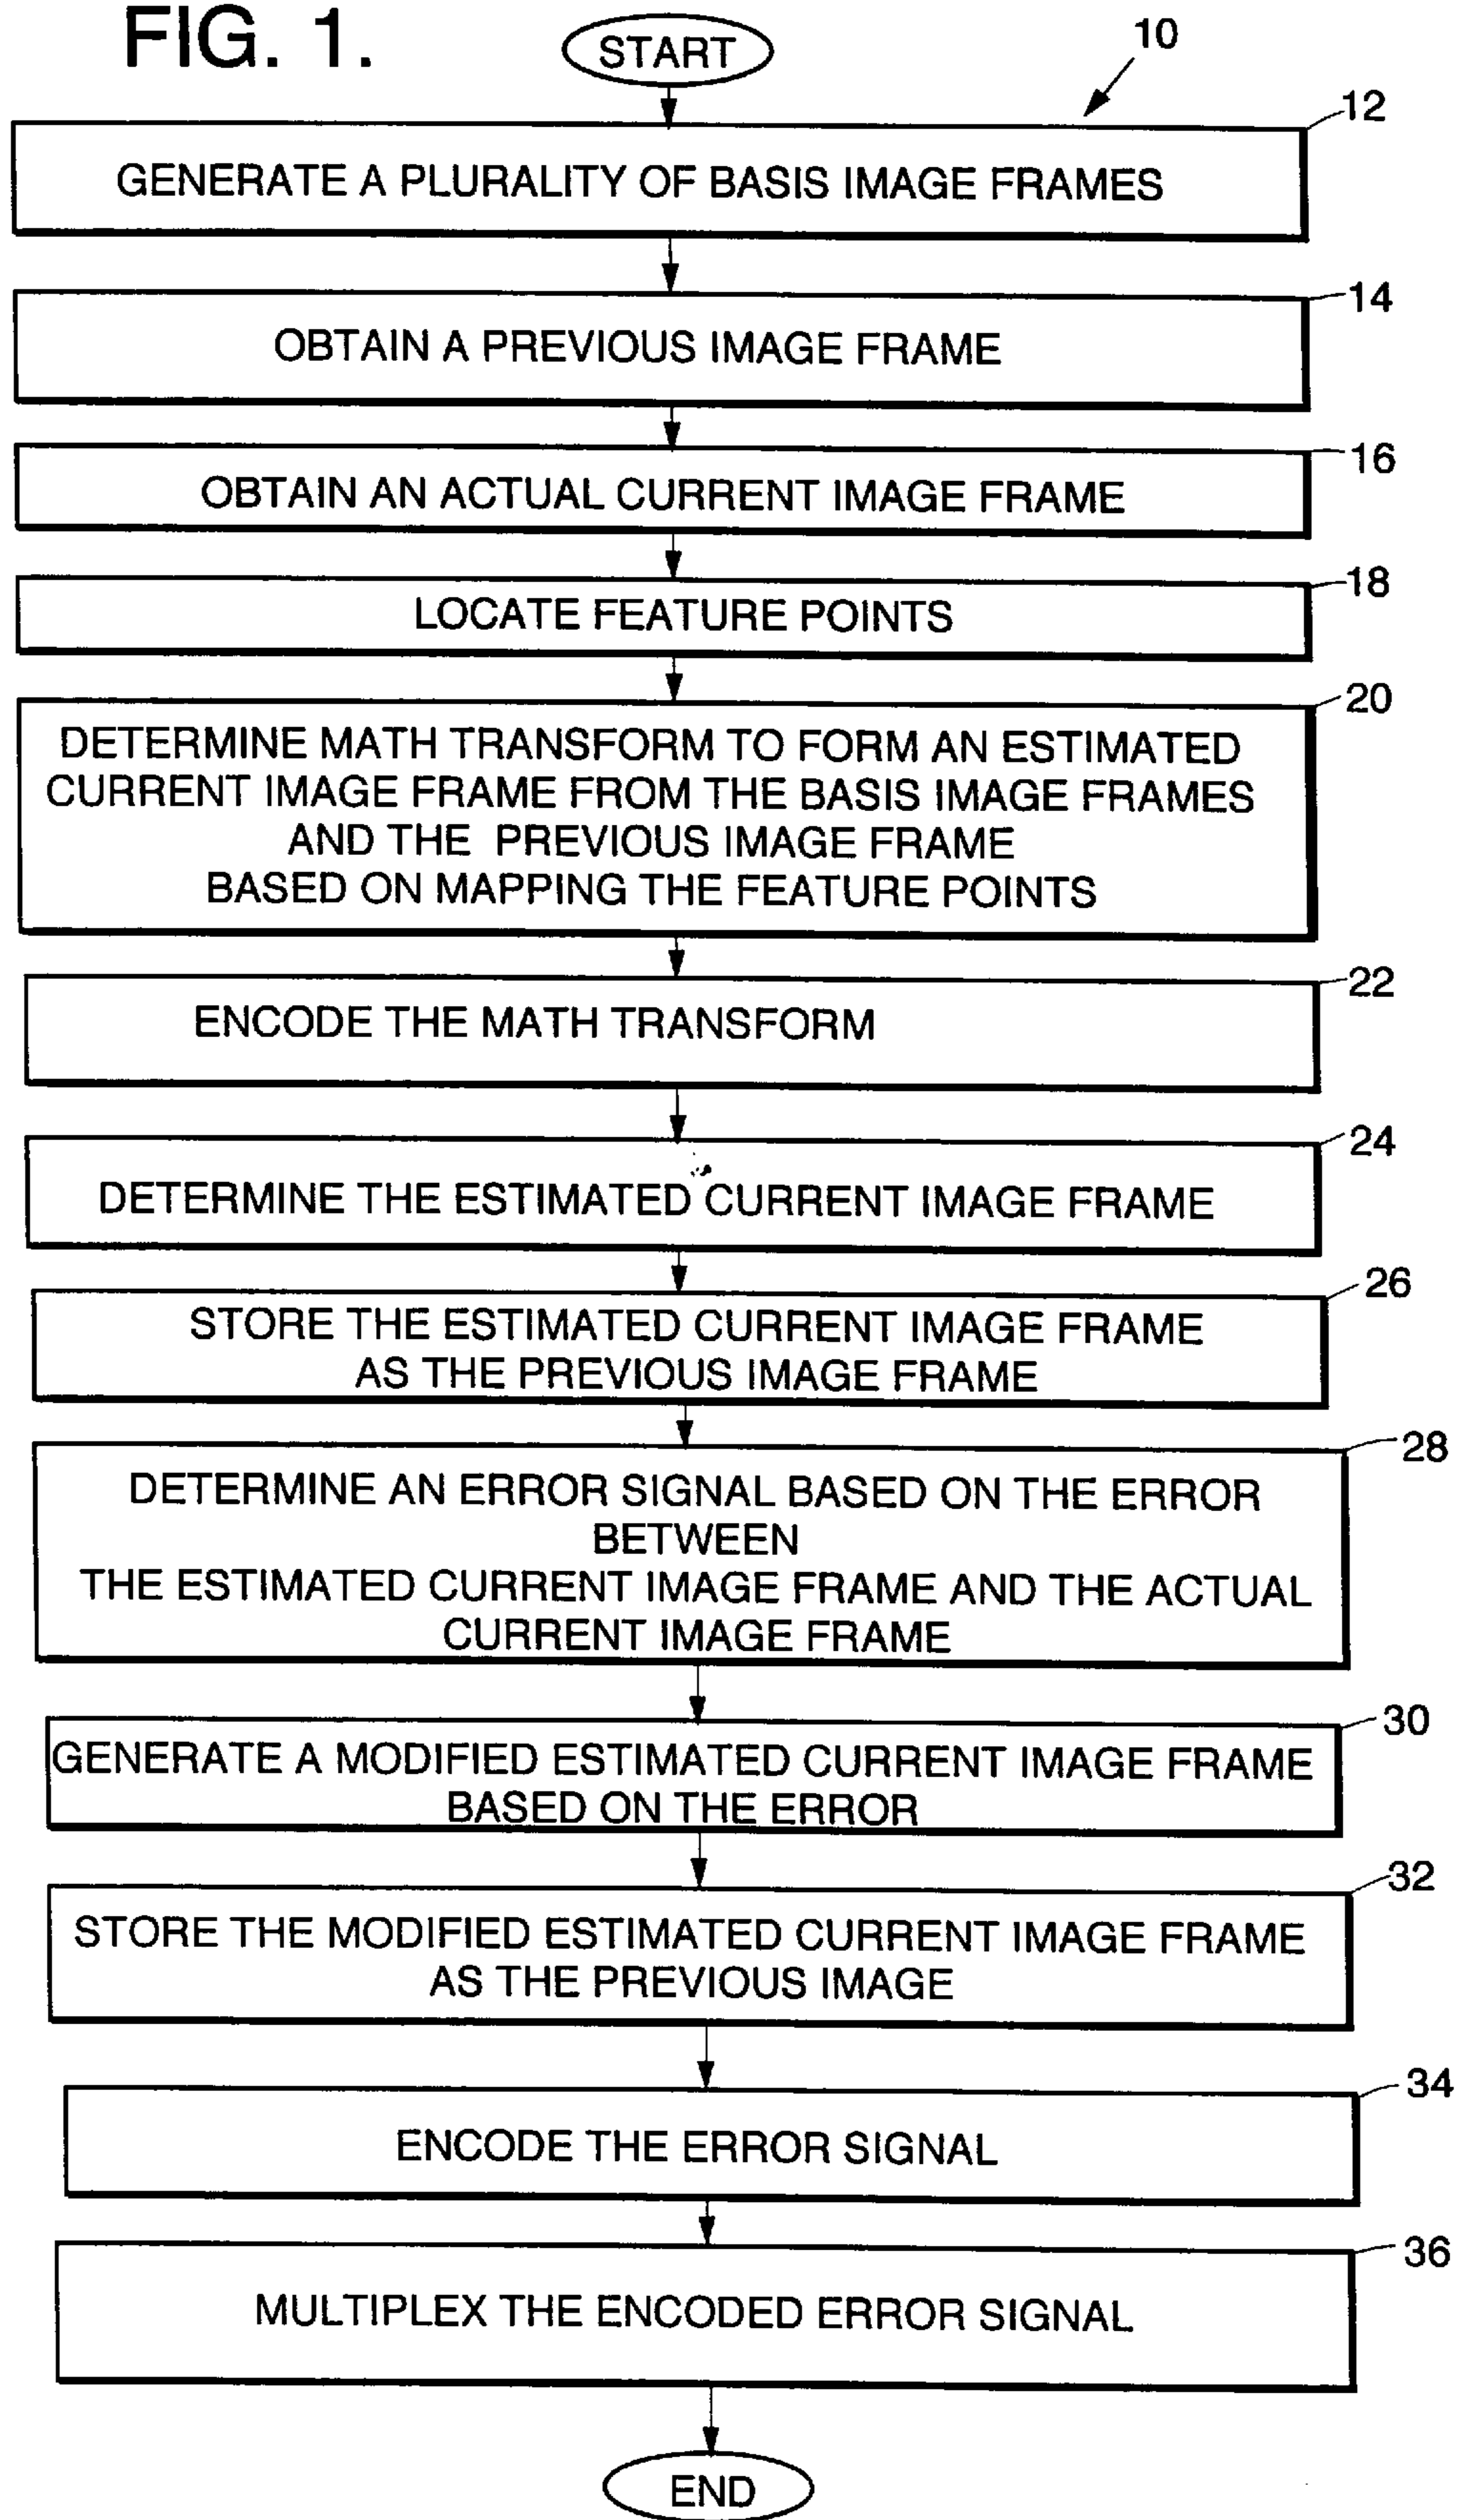 FIG. 1.
START
10
12
GENERATE A PLURALITY OF BASIS IMAGE FRAMES
14
OBTAIN A PREVIOUS IMAGE FRAME
16
OBTAIN AN ACTUAL CURRENT IMAGE FRAME
18
LOCATE FEATURE POINTS
20
DETERMINE MATH TRANSFORM TO FORM AN ESTIMATED
CURRENT IMAGE FRAME FROM THE BASIS IMAGE FRAMES
AND THE PREVIOUS IMAGE FRAME
BASED ON MAPPING THE FEATURE POINTS
22
ENCODE THE MATH TRANSFORM
24
DETERMINE THE ESTIMATED CURRENT IMAGE FRAME
26
STORE THE ESTIMATED CURRENT IMAGE FRAME
AS THE PREVIOUS IMAGE FRAME
28
DETERMINE AN ERROR SIGNAL BASED ON THE ERROR
BETWEEN
THE ESTIMATED CURRENT IMAGE FRAME AND THE ACTUAL
CURRENT IMAGE FRAME
30
GENERATE A MODIFIED ESTIMATED CURRENT IMAGE FRAME
BASED ON THE ERROR
32
STORE THE MODIFIED ESTIMATED CURRENT IMAGE FRAME
AS THE PREVIOUS IMAGE
34
ENCODE THE ERROR SIGNAL
36
MULTIPLEX THE ENCODED ERROR SIGNAL
END